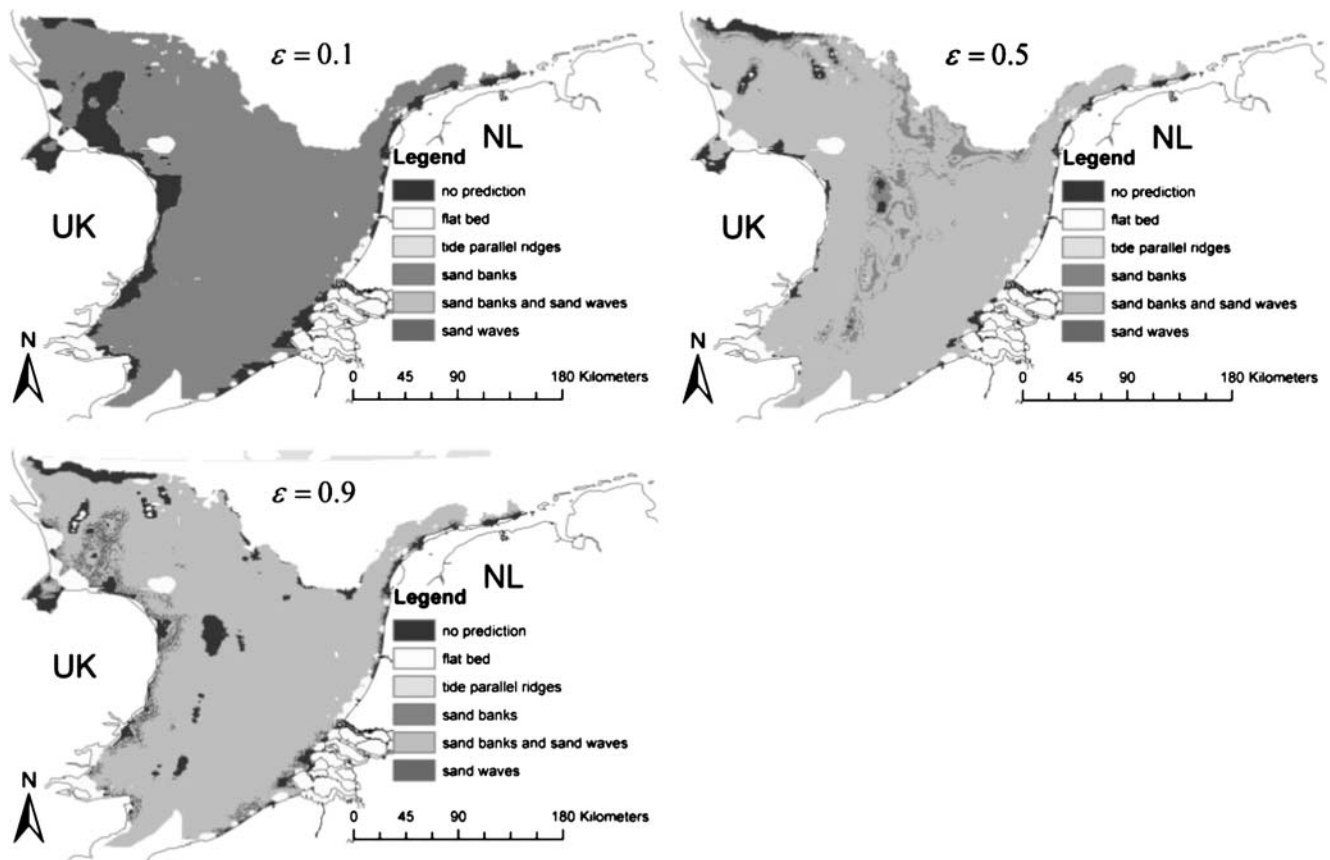 ε = 0.1
NL
Legend
no prediction
flat bed
tide parallel ridges
sand banks
sand banks and sand waves
sand waves
UK
N
0 45 90 180 Kilometers
ε = 0.5
NL
Legend
no prediction
flat bed
tide parallel ridges
sand banks
sand banks and sand waves
sand waves
UK
N
0 45 90 180 Kilometers
ε = 0.9
NL
Legend
no prediction
flat bed
tide parallel ridges
sand banks
sand banks and sand waves
sand waves
UK
N
0 45 90 180 Kilometers